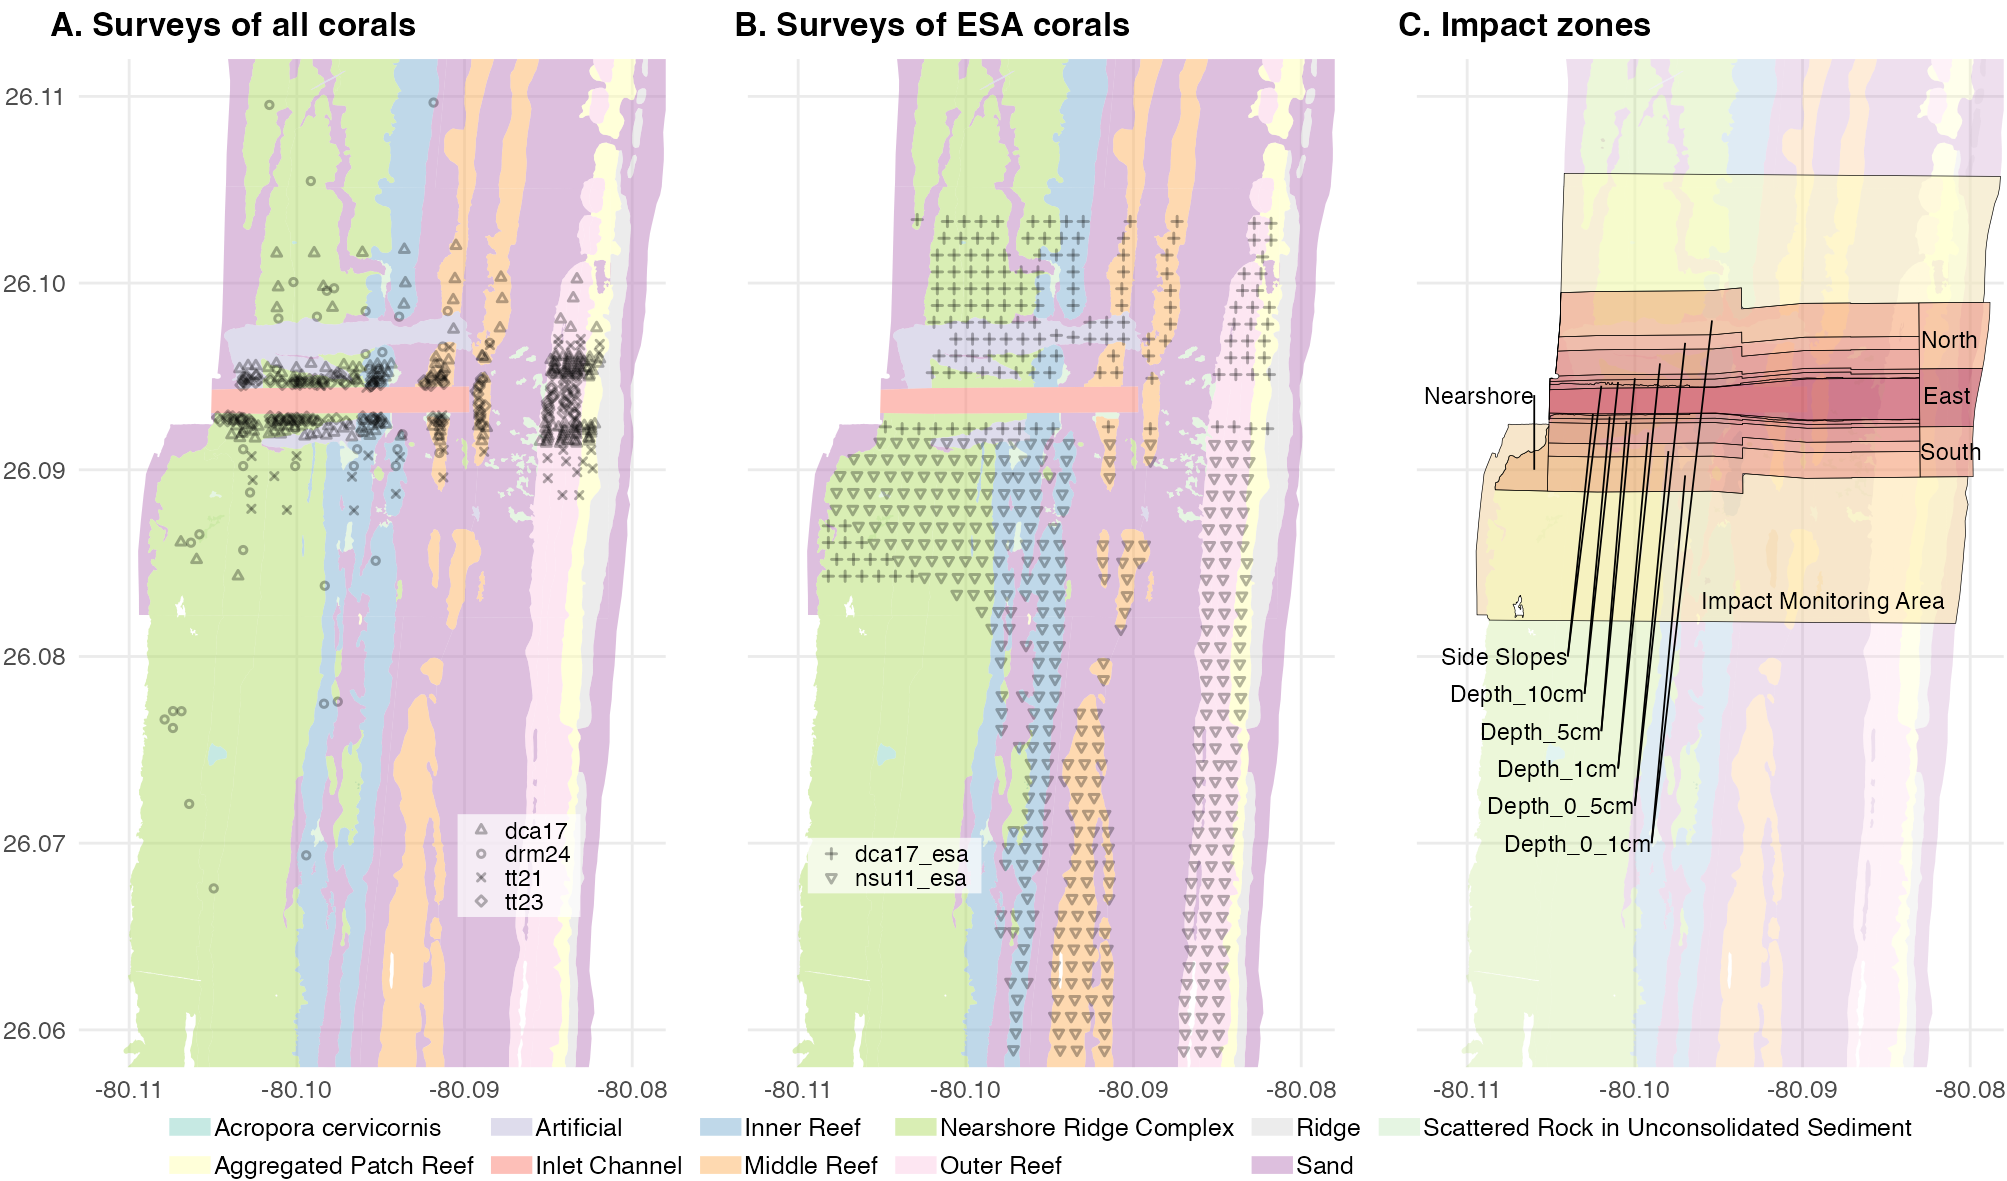 A. Surveys of all corals
B. Surveys of ESA corals
C. Impact zones
26.11
26.10
26.09
26.08
26.07
26.06
dca17
drm24
tt21
tt23
dca17_esa
nsu11_esa
North
Nearshore
East
South
Impact Monitoring Area
Side Slopes
Depth_10cm
Depth_5cm
Depth_1cm
Depth_0_5cm
Depth_0_1cm
-80.11 -80.10 -80.09 -80.08
-80.11 -80.10 -80.09 -80.08
-80.11 -80.10 -80.09 -80.08
Acropora cervicornis Artificial Inner Reef Nearshore Ridge Complex Ridge Scattered Rock in Unconsolidated Sediment
Aggregated Patch Reef Inlet Channel Middle Reef Outer Reef Sand